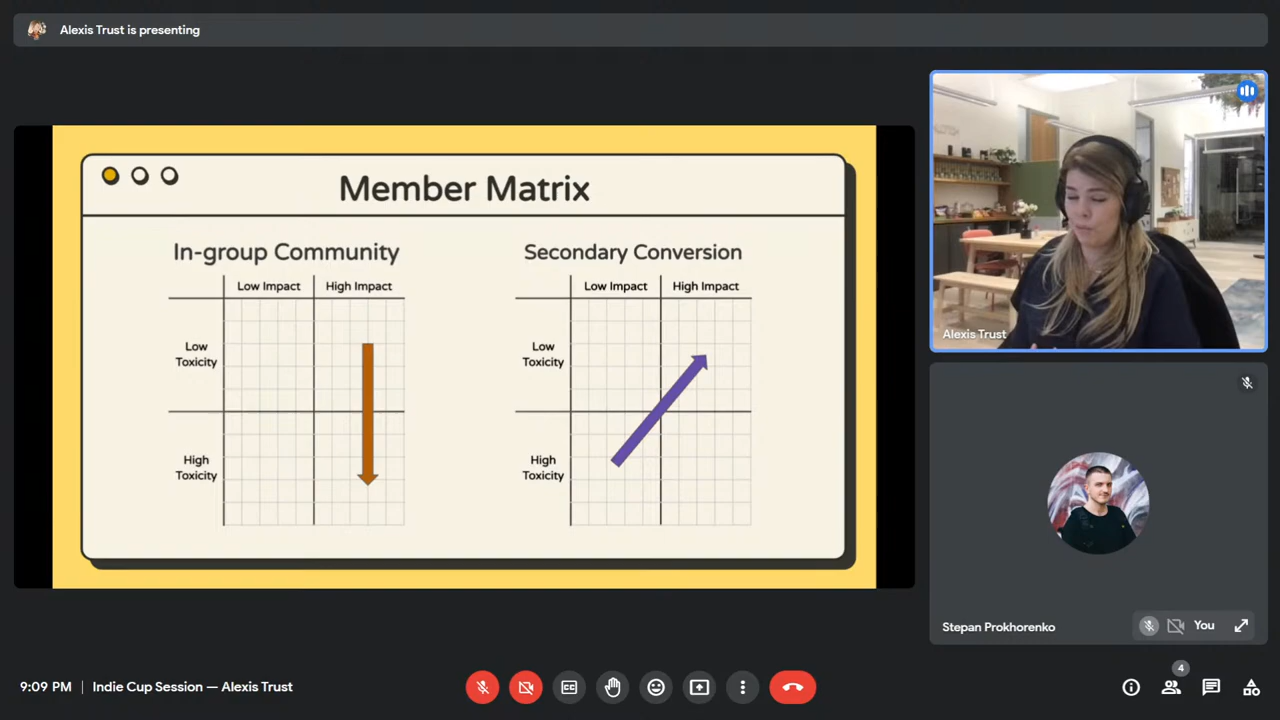 Alexis Trust is presenting
Member Matrix
In-group Community
Low Impact
High Impact
Low
Toxicity
High
Toxicity
Secondary Conversion
Low Impact
High Impact
Low
Toxicity
High
Toxicity
Alexis Trust
Stepan Prokhorenko
You
9:09 PM
Indie Cup Session — Alexis Trust
CC
4